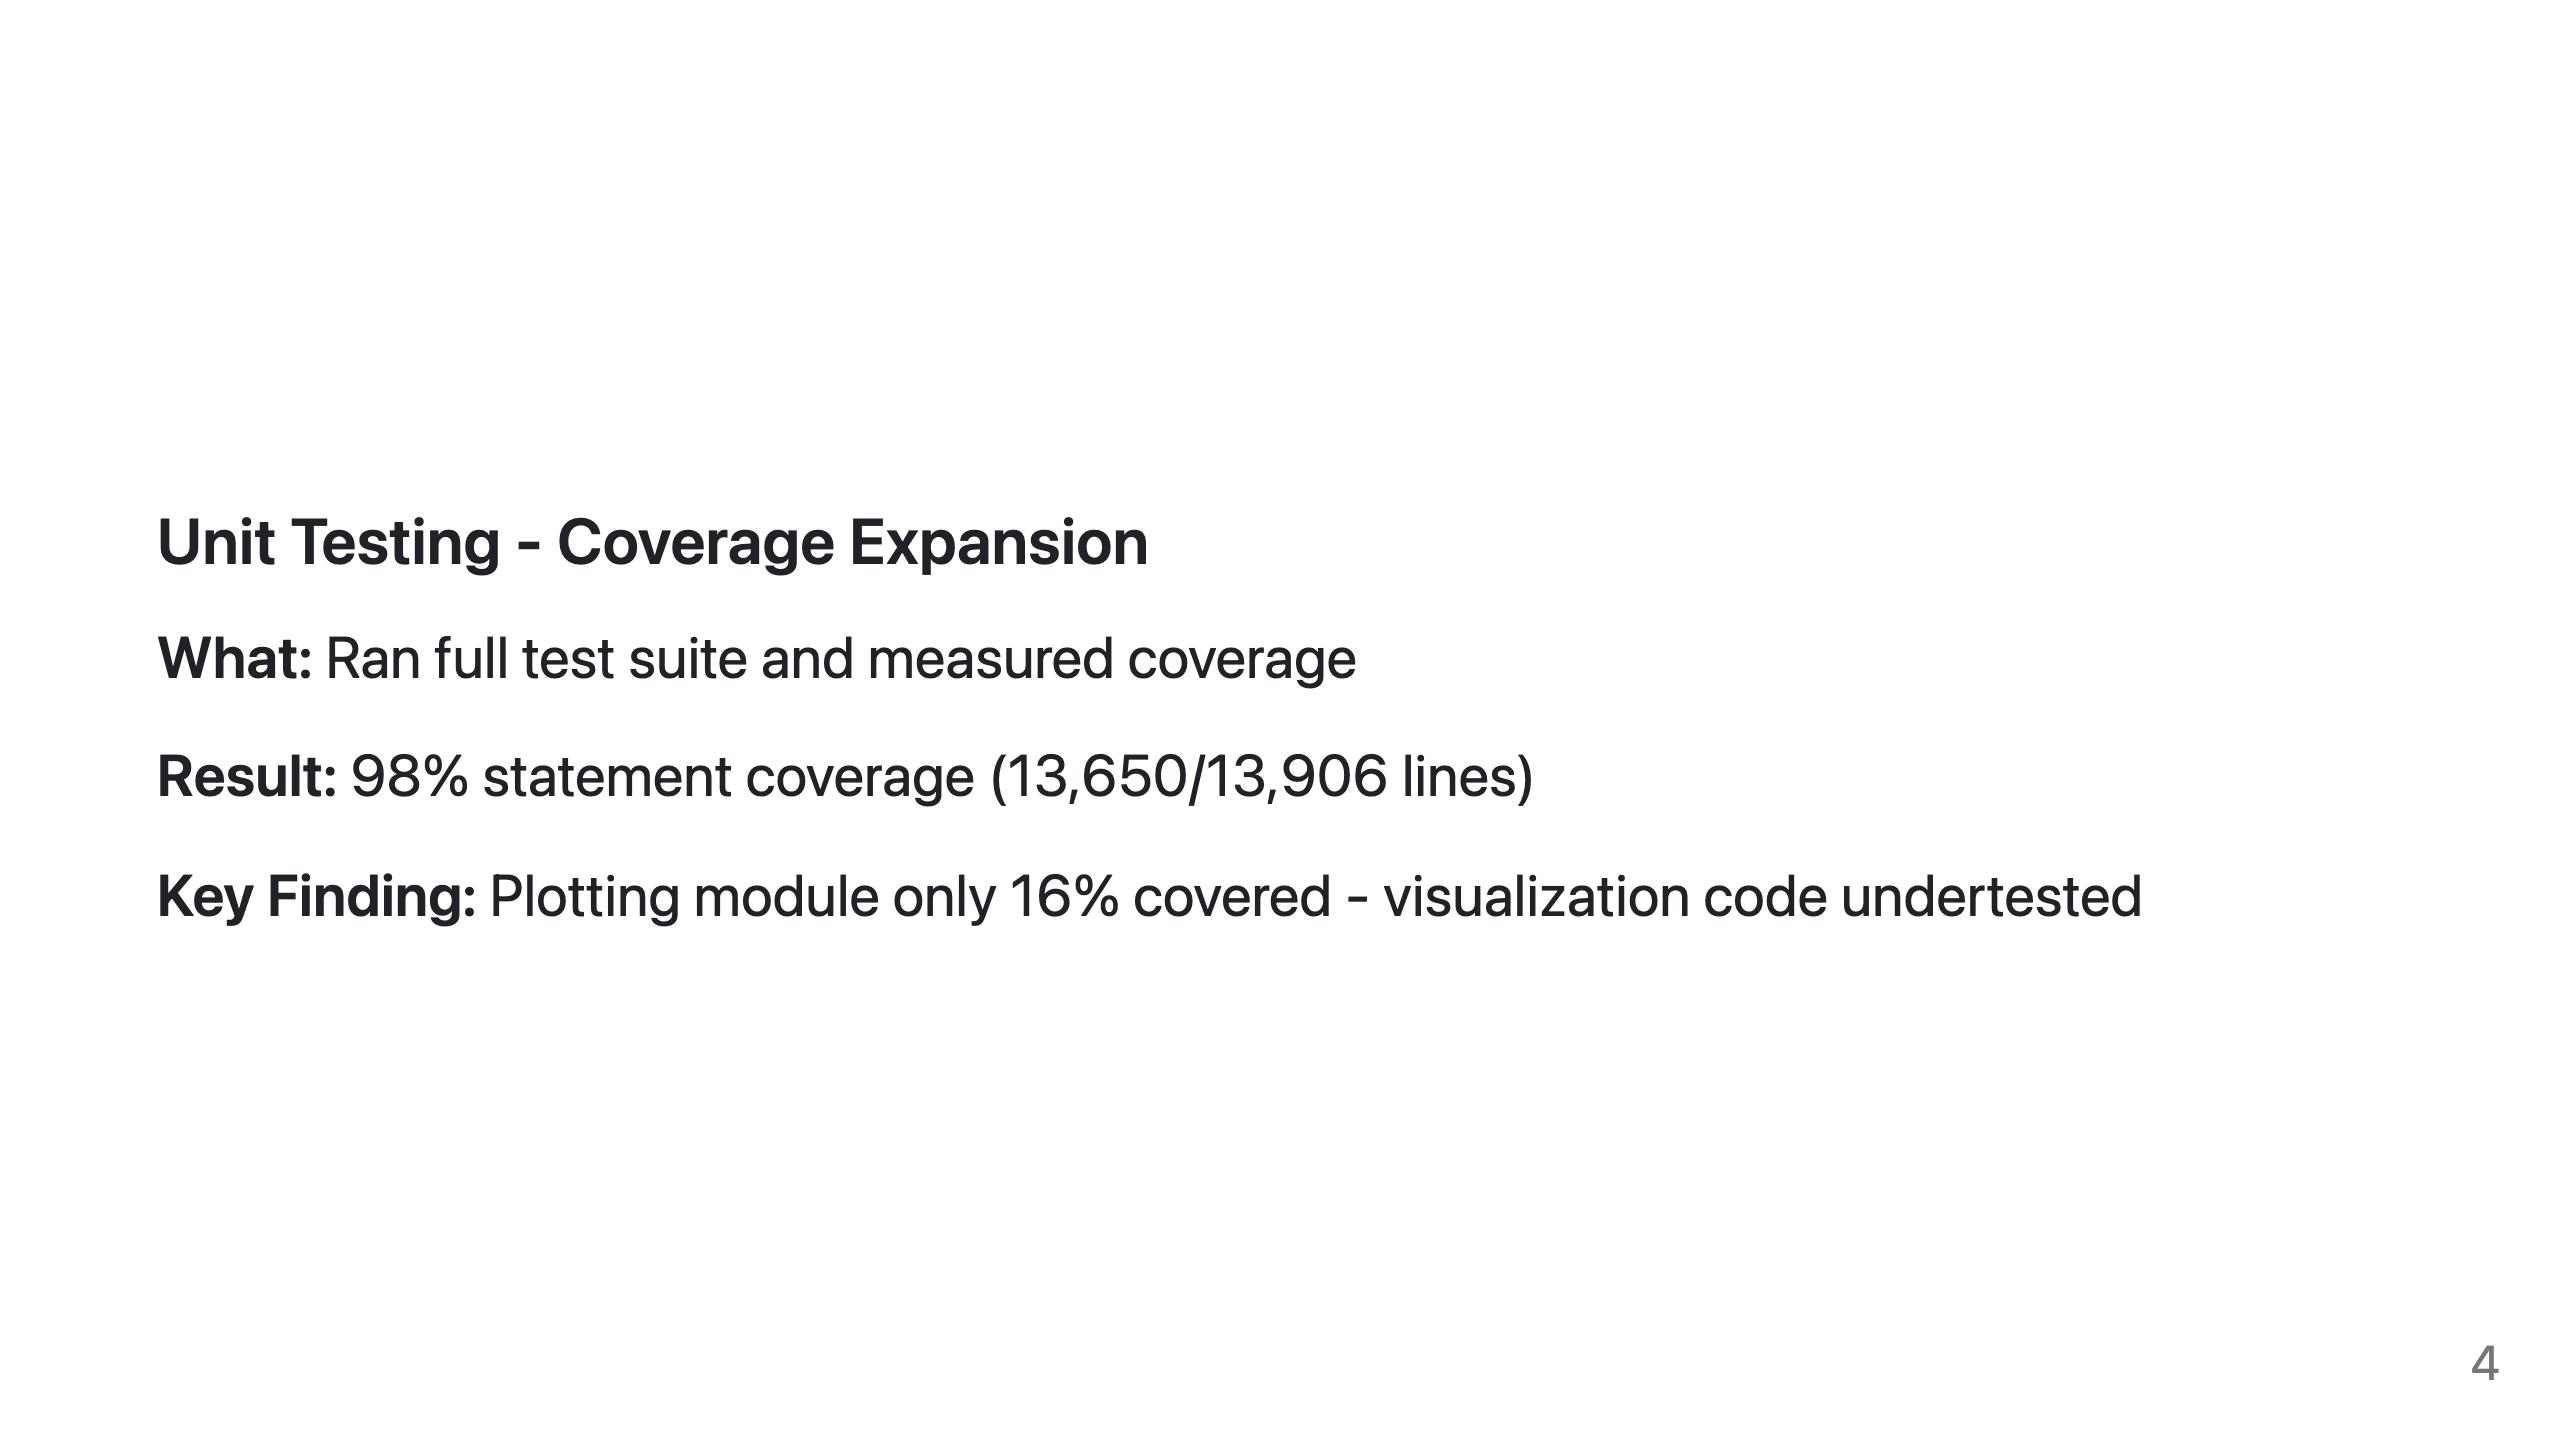 Unit Testing - Coverage Expansion
What: Ran full test suite and measured coverage
Result: 98% statement coverage (13,650/13,906 lines)
Key Finding: Plotting module only 16% covered - visualization code undertested
4